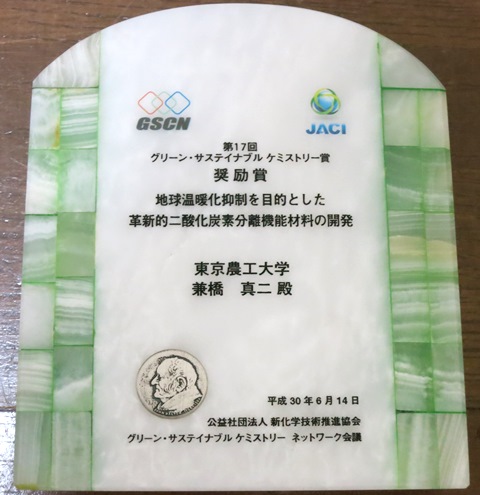 GSCN
JACI
第17回
グリーン・サステイナブル ケミストリー賞
奨励賞
地球温暖化抑制を目的とした
革新的二酸化炭素分離機能材料の開発
東京農工大学
兼橋 真二 殿
平成30年6月14日
公益社団法人 新化学技術推進協会
グリーン・サステイナブル ケミストリー ネットワーク会議